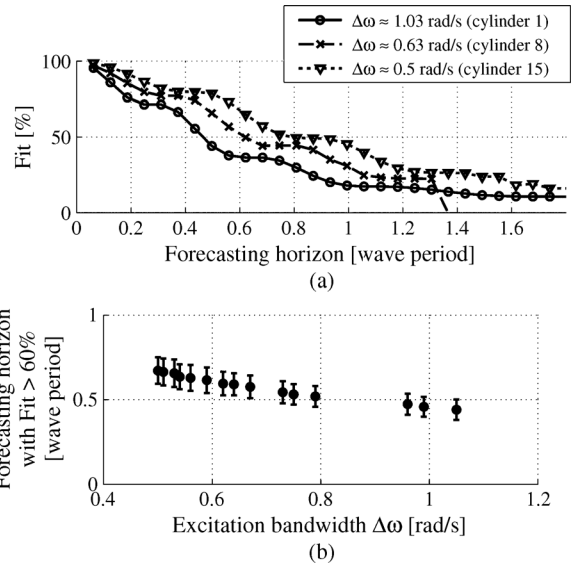 Δω ≈ 1.03 rad/s (cylinder 1)
Δω ≈ 0.63 rad/s (cylinder 8)
Δω ≈ 0.5 rad/s (cylinder 15)
100
50
0
Fit [%]
0 0.2 0.4 0.6 0.8 1 1.2 1.4 1.6
Forecasting horizon [wave period]
(a)
1
0.5
0
Forecasting horizon
with Fit > 60%
[wave period]
0.4 0.6 0.8 1 1.2
Excitation bandwidth Δω [rad/s]
(b)